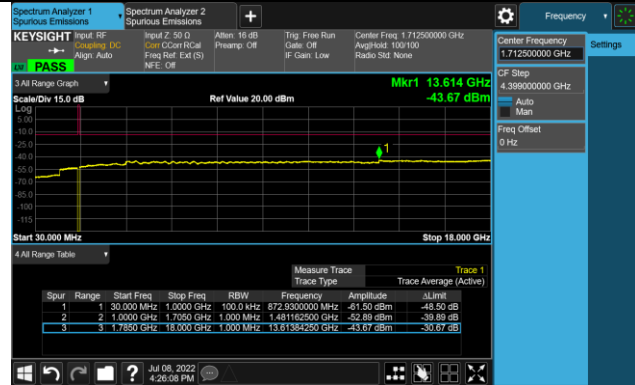 Spectrum Analyzer 1
Spurious Emissions
Spectrum Analyzer 2
Spurious Emissions
Frequency
KEYSIGHT
Input: RF
Coupling: DC
Align: Auto
Input Z: 50 Ω
Corr CCorr RCal
Freq Ref: Ext (S)
NFE: Off
Atten: 16 dB
Preamp: Off
Trig: Free Run
Gate: Off
IF Gain: Low
Center Freq: 1.712500000 GHz
Avg|Hold: 100/100
Radio Std: None
PASS
Center Frequency
1.712500000 GHz
Settings
CF Step
4.399000000 GHz
Auto
Man
Freq Offset
0 Hz
3 All Range Graph
Mkr1 13.614 GHz
-43.67 dBm
Scale/Div 15.0 dB
Ref Value 20.00 dBm
Log
5.00
-10.0
-25.0
-40.0
-55.0
-70.0
-85.0
-100
-115
1
Start 30.000 MHz
Stop 18.000 GHz
4 All Range Table
Measure Trace Trace 1
Trace Type Trace Average (Active)
Spur Range Start Freq Stop Freq RBW Frequency Amplitude ΔLimit
1 1 30.000 MHz 1.0000 GHz 100.0 kHz 872.9300000 MHz -61.50 dBm -48.50 dB
2 2 1.0000 GHz 1.7050 GHz 1.000 MHz 1.481162500 GHz -52.89 dBm -39.89 dB
3 3 1.7850 GHz 18.000 GHz 1.000 MHz 13.61384250 GHz -43.67 dBm -30.67 dB
Jul 08, 2022
4:26:08 PM